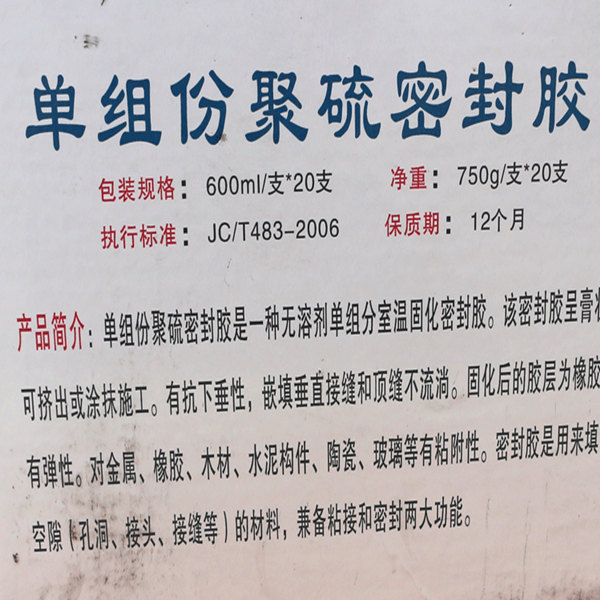 单组份聚硫密封胶
包装规格：600ml/支*20支 净重：750g/支*20支
执行标准：JC/T483-2006 保质期：12个月
产品简介：单组份聚硫密封胶是一种无溶剂单组分室温固化密封胶。该密封胶呈膏状
可挤出或涂抹施工。有抗下垂性，嵌填垂直接缝和顶缝不流淌。固化后的胶层为橡胶
有弹性。对金属、橡胶、木材、水泥构件、陶瓷、玻璃等有粘附性。密封胶是用来填
空隙（孔洞、接头、接缝等）的材料，兼备粘接和密封两大功能。